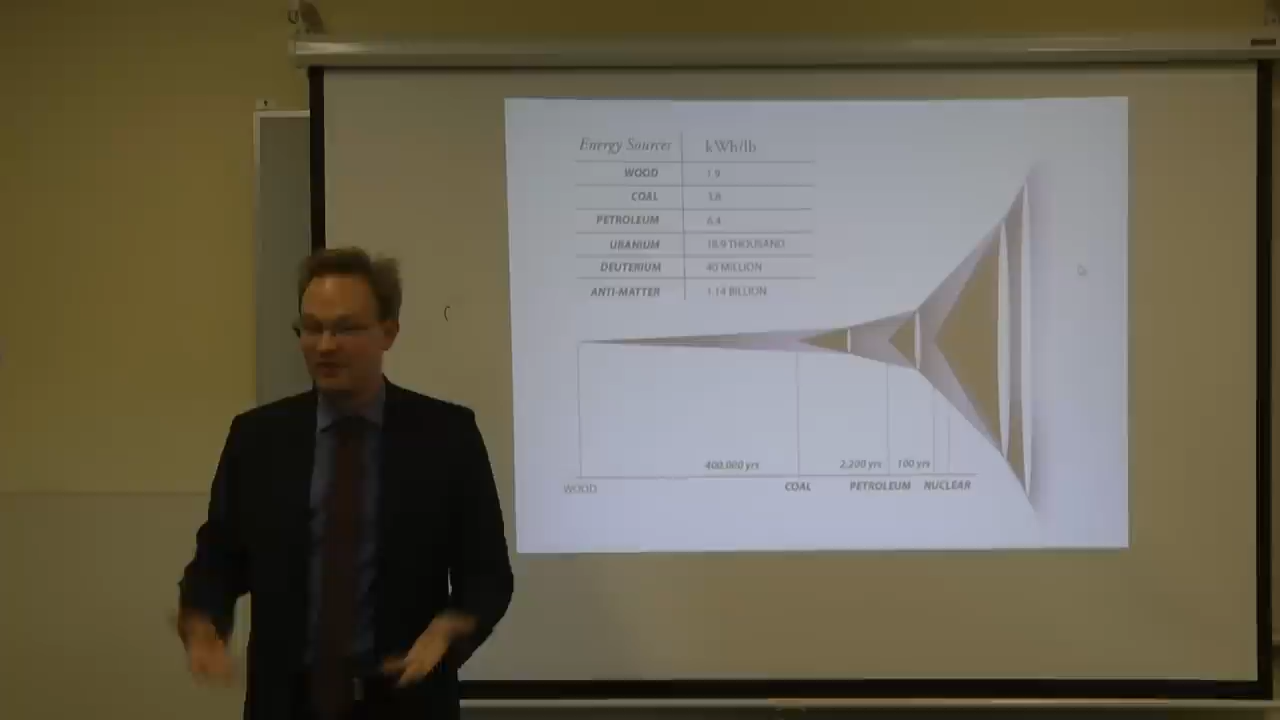 Energy Sources kWh/lb
WOOD 1.9
COAL 3.8
PETROLEUM 6.4
URANIUM 18.9 THOUSAND
DEUTERIUM 40 MILLION
ANTI-MATTER 1.14 BILLION
400,000 yrs 2,200 yrs 100 yrs
WOOD COAL PETROLEUM NUCLEAR